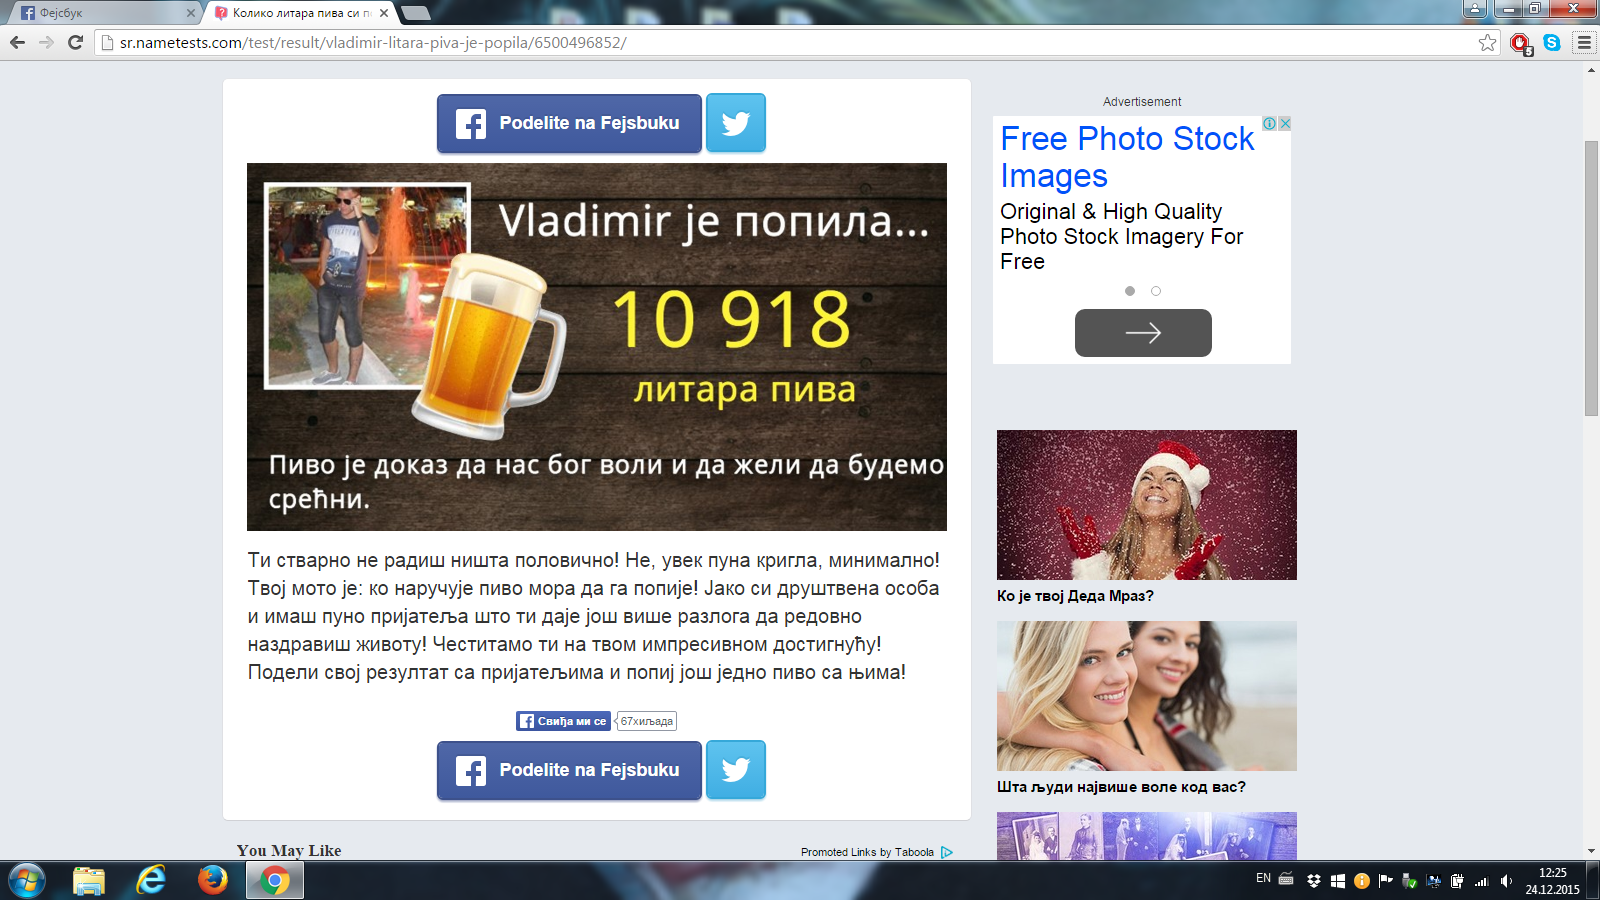 Фејсбук
Колико литара пива си по
sr.nametests.com/test/result/vladimir-litara-piva-je-popila/6500496852/
5
Podelite na Fejsbuku
Vladimir је попила...
10 918
литара пива
Пиво је доказ да нас бог воли и да жели да будемо
срећни.
Ти стварно не радиш ништа половично! Не, увек пуна кригла, минимално!
Твој мото је: ко наручује пиво мора да га попије! Јако си друштвена особа
и имаш пуно пријатеља што ти даје још више разлога да редовно
наздравиш животу! Честитамо ти на твом импресивном достигнућу!
Подели свој резултат са пријатељима и попиј још једно пиво са њима!
Свиђа ми се 67хиљада
Podelite na Fejsbuku
You May Like
Promoted Links by Taboola
Advertisement
Free Photo Stock
Images
Original & High Quality
Photo Stock Imagery For
Free
Ко је твој Деда Мраз?
Шта људи највише воле код вас?
EN
12:25
24.12.2015